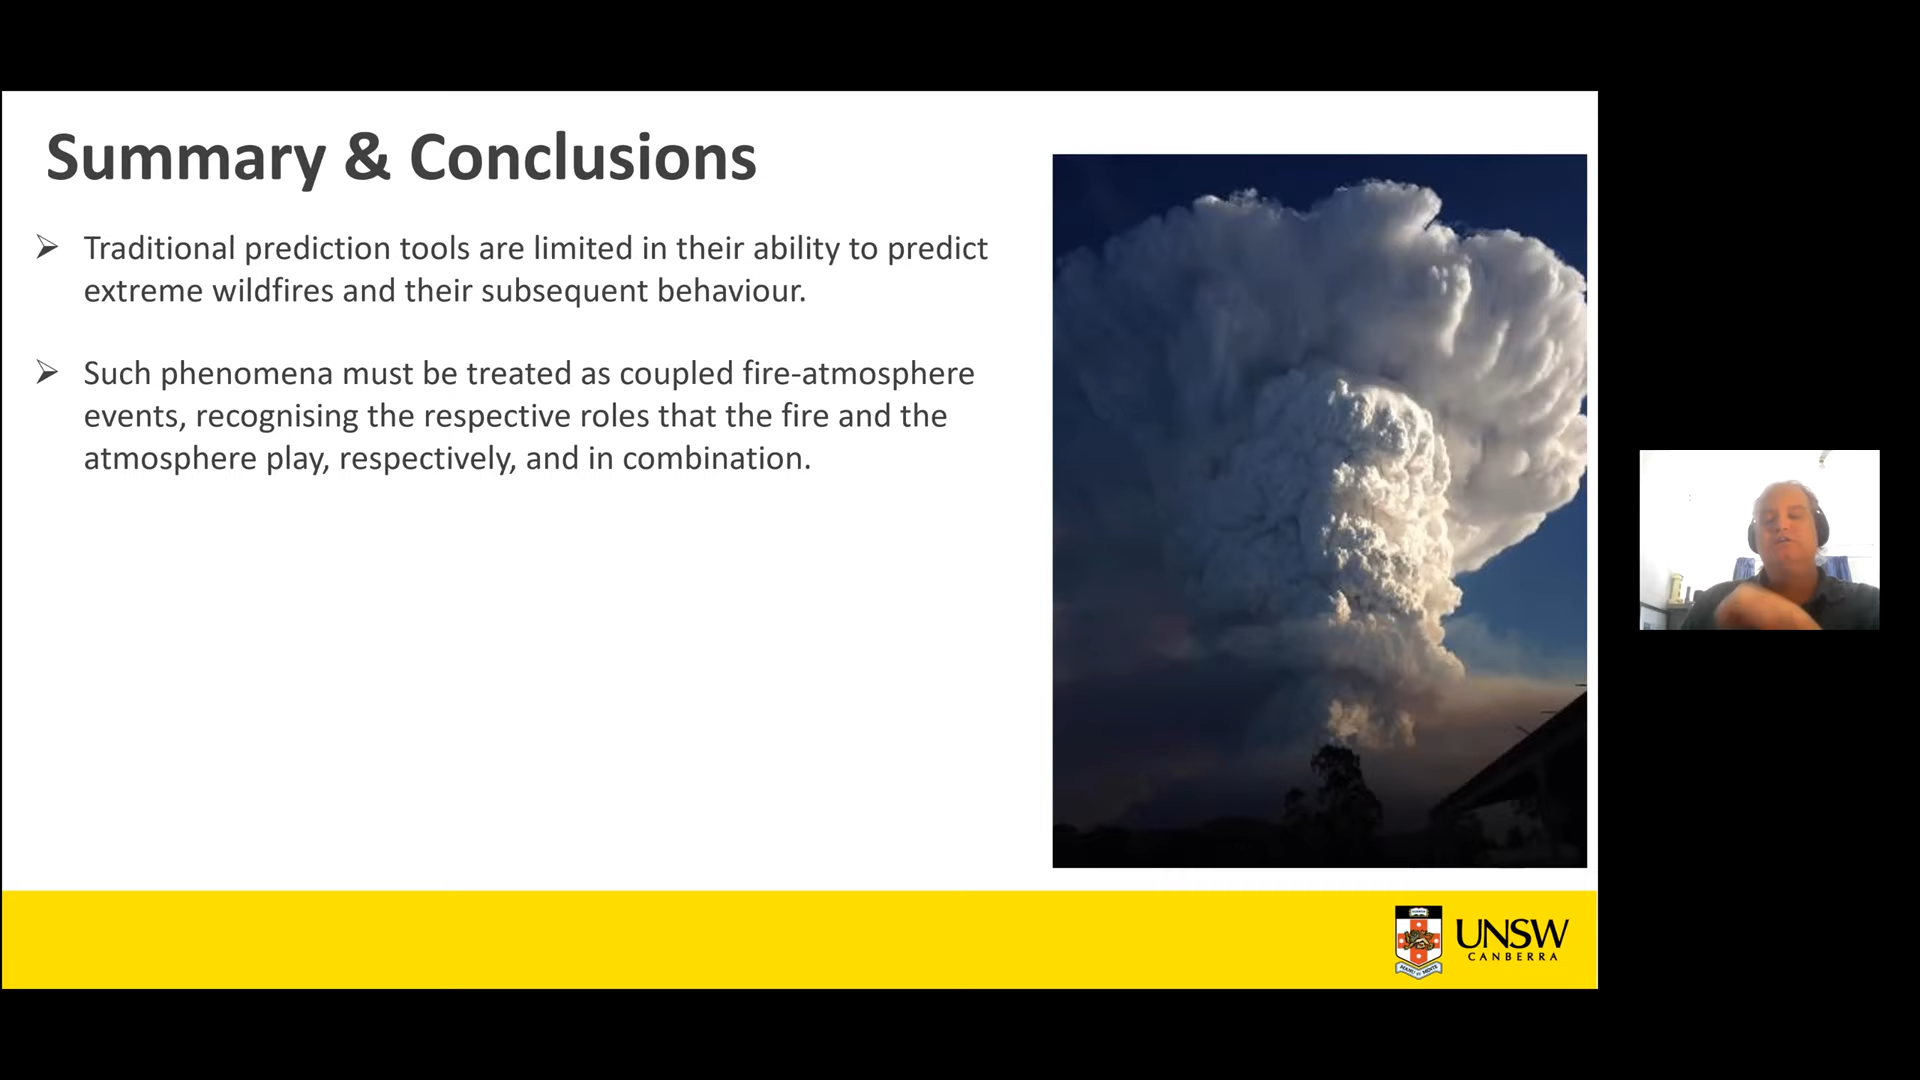 Summary & Conclusions
➢ Traditional prediction tools are limited in their ability to predict
extreme wildfires and their subsequent behaviour.
➢ Such phenomena must be treated as coupled fire-atmosphere
events, recognising the respective roles that the fire and the
atmosphere play, respectively, and in combination.
UNSW
CANBERRA